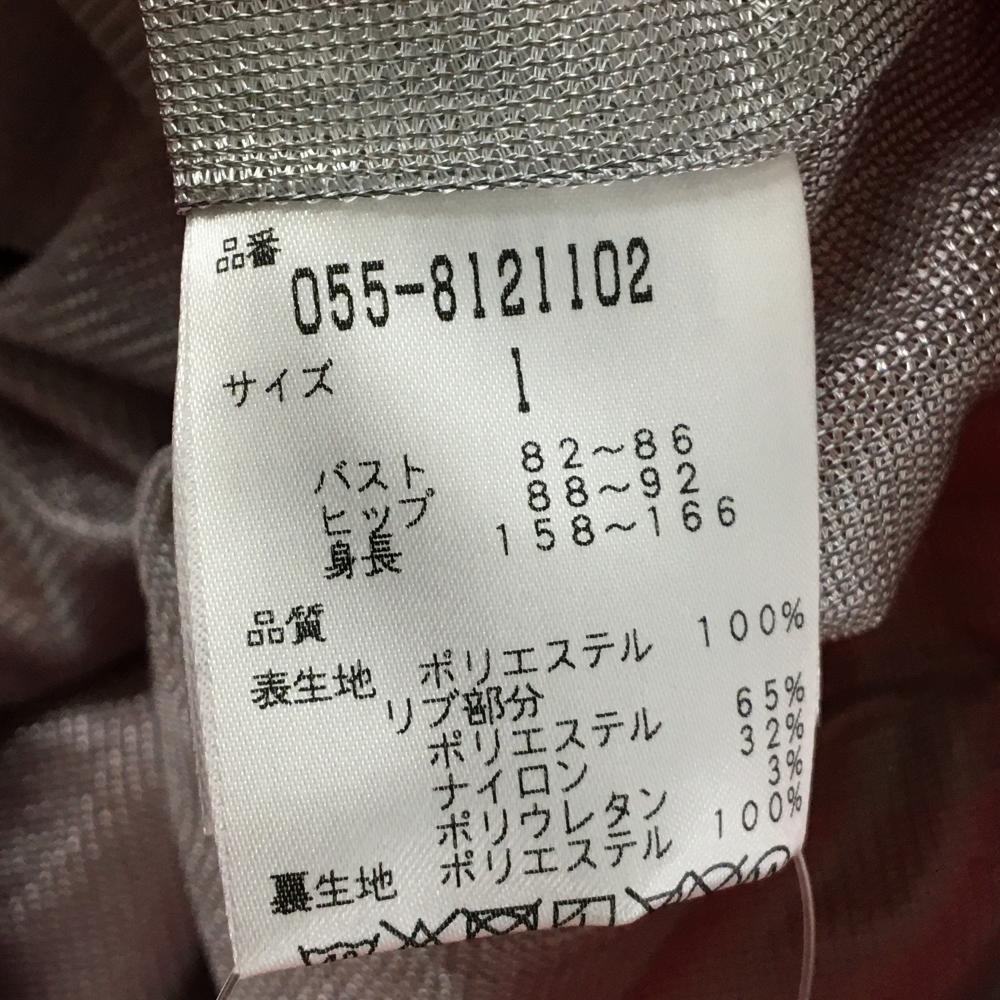 品番 055-8121102
サイズ 1
バスト 82~86
ヒップ 88~92
身長 158~166
品質
表生地 ポリエステル 100%
リブ部分
ポリエステル 65%
ナイロン 32%
ポリウレタン 3%
裏生地 ポリエステル 100%